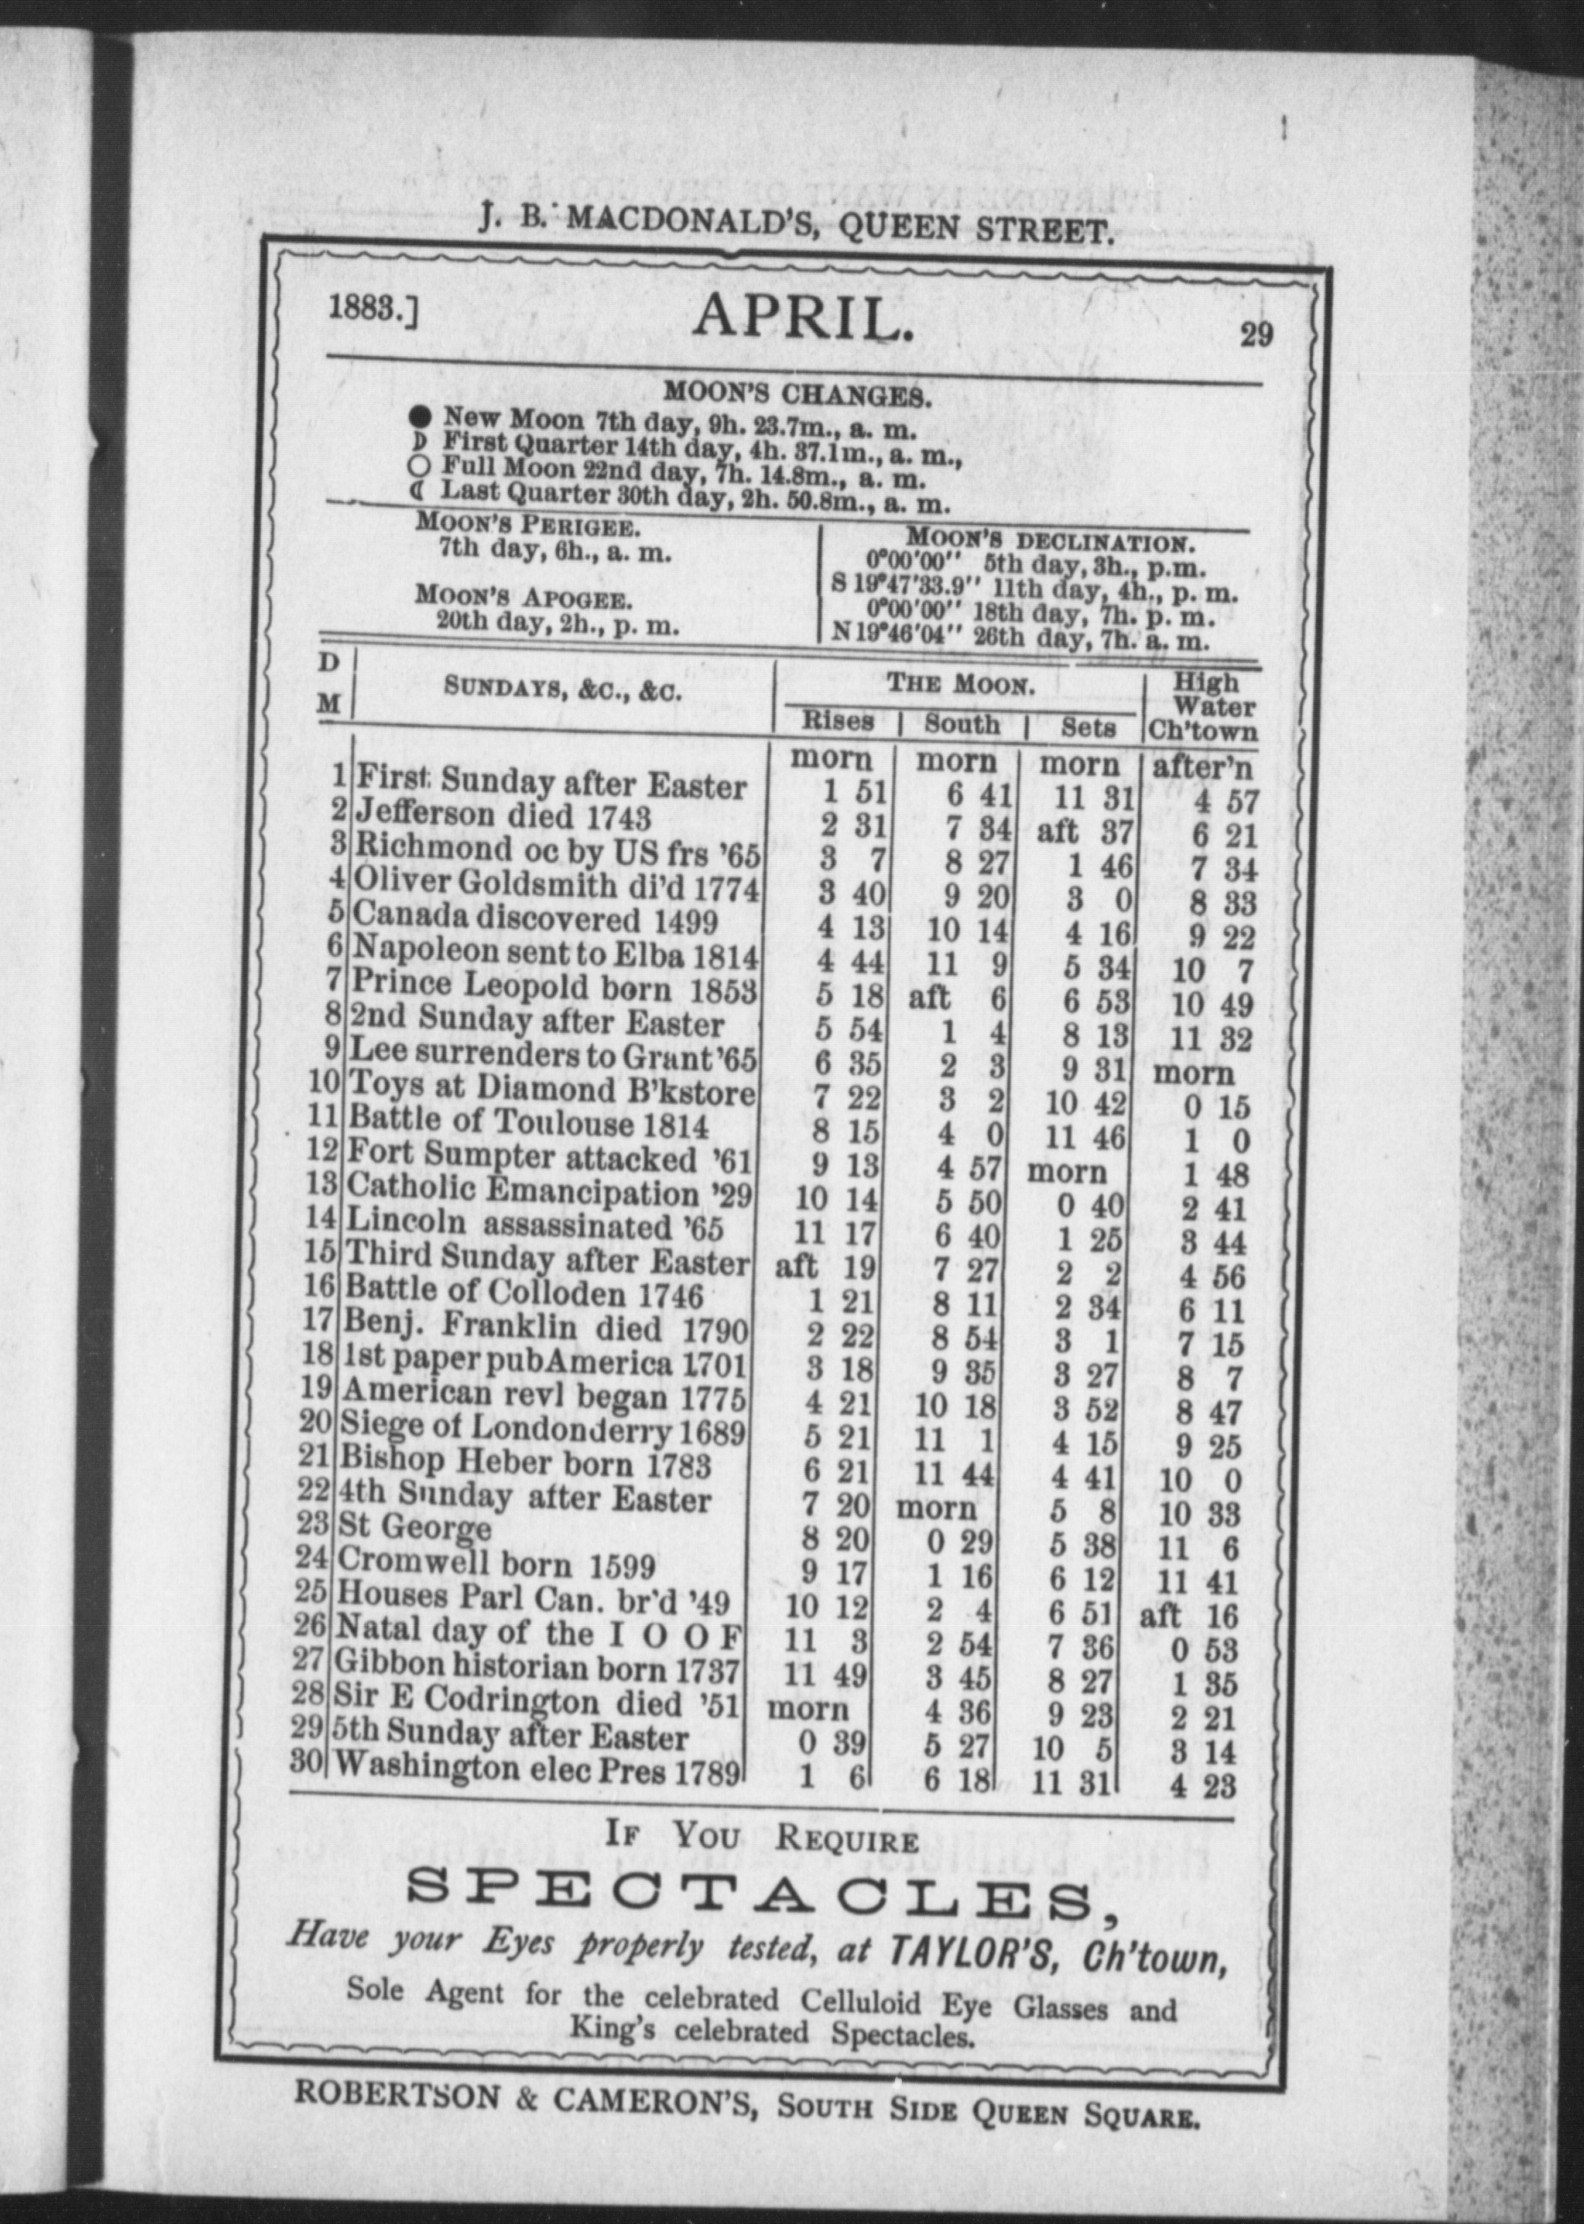 J. B. MACDONALD'S, QUEEN STREET.
1883.] APRIL. 29
MOON'S CHANGES.
● New Moon 7th day, 9h. 23.7m., a. m.
☽ First Quarter 14th day, 4h. 37.1m., a. m.,
○ Full Moon 22nd day, 7h. 14.8m., a. m.
☾ Last Quarter 30th day, 2h. 50.8m., a. m.
MOON'S PERIGEE.
7th day, 6h., a. m.
MOON'S APOGEE.
20th day, 2h., p. m.
MOON'S DECLINATION.
0°00'00" 5th day, 3h., p.m.
S 19°47'33.9" 11th day, 4h., p. m.
0°00'00" 18th day, 7h. p. m.
N 19°46'04" 26th day, 7h. a. m.
D M SUNDAYS, &C., &C. THE MOON. High Water Ch'town
Rises South Sets
morn morn morn after'n
1 First Sunday after Easter 1 51 6 41 11 31 4 57
2 Jefferson died 1743 2 31 7 34 aft 37 6 21
3 Richmond oc by US frs '65 3 7 8 27 1 46 7 34
4 Oliver Goldsmith di'd 1774 3 40 9 20 3 0 8 33
5 Canada discovered 1499 4 13 10 14 4 16 9 22
6 Napoleon sent to Elba 1814 4 44 11 9 5 34 10 7
7 Prince Leopold born 1853 5 18 aft 6 6 53 10 49
8 2nd Sunday after Easter 5 54 1 4 8 13 11 32
9 Lee surrenders to Grant '65 6 35 2 3 9 31 morn
10 Toys at Diamond B'kstore 7 22 3 2 10 42 0 15
11 Battle of Toulouse 1814 8 15 4 0 11 46 1 0
12 Fort Sumpter attacked '61 9 13 4 57 morn 1 48
13 Catholic Emancipation '29 10 14 5 50 0 40 2 41
14 Lincoln assassinated '65 11 17 6 40 1 25 3 44
15 Third Sunday after Easter aft 19 7 27 2 2 4 56
16 Battle of Colloden 1746 1 21 8 11 2 34 6 11
17 Benj. Franklin died 1790 2 22 8 54 3 1 7 15
18 1st paper pub America 1701 3 18 9 35 3 27 8 7
19 American revl began 1775 4 21 10 18 3 52 8 47
20 Siege of Londonderry 1689 5 21 11 1 4 15 9 25
21 Bishop Heber born 1783 6 21 11 44 4 41 10 0
22 4th Sunday after Easter 7 20 morn 5 8 10 33
23 St George 8 20 0 29 5 38 11 6
24 Cromwell born 1599 9 17 1 16 6 12 11 41
25 Houses Parl Can. br'd '49 10 12 2 4 6 51 aft 16
26 Natal day of the I O O F 11 3 2 54 7 36 0 53
27 Gibbon historian born 1737 11 49 3 45 8 27 1 35
28 Sir E Codrington died '51 morn 4 36 9 23 2 21
29 5th Sunday after Easter 0 39 5 27 10 5 3 14
30 Washington elec Pres 1789 1 6 6 18 11 31 4 23
IF YOU REQUIRE
SPECTACLES,
Have your Eyes properly tested, at TAYLOR'S, Ch'town,
Sole Agent for the celebrated Celluloid Eye Glasses and
King's celebrated Spectacles.
ROBERTSON & CAMERON'S, SOUTH SIDE QUEEN SQUARE.